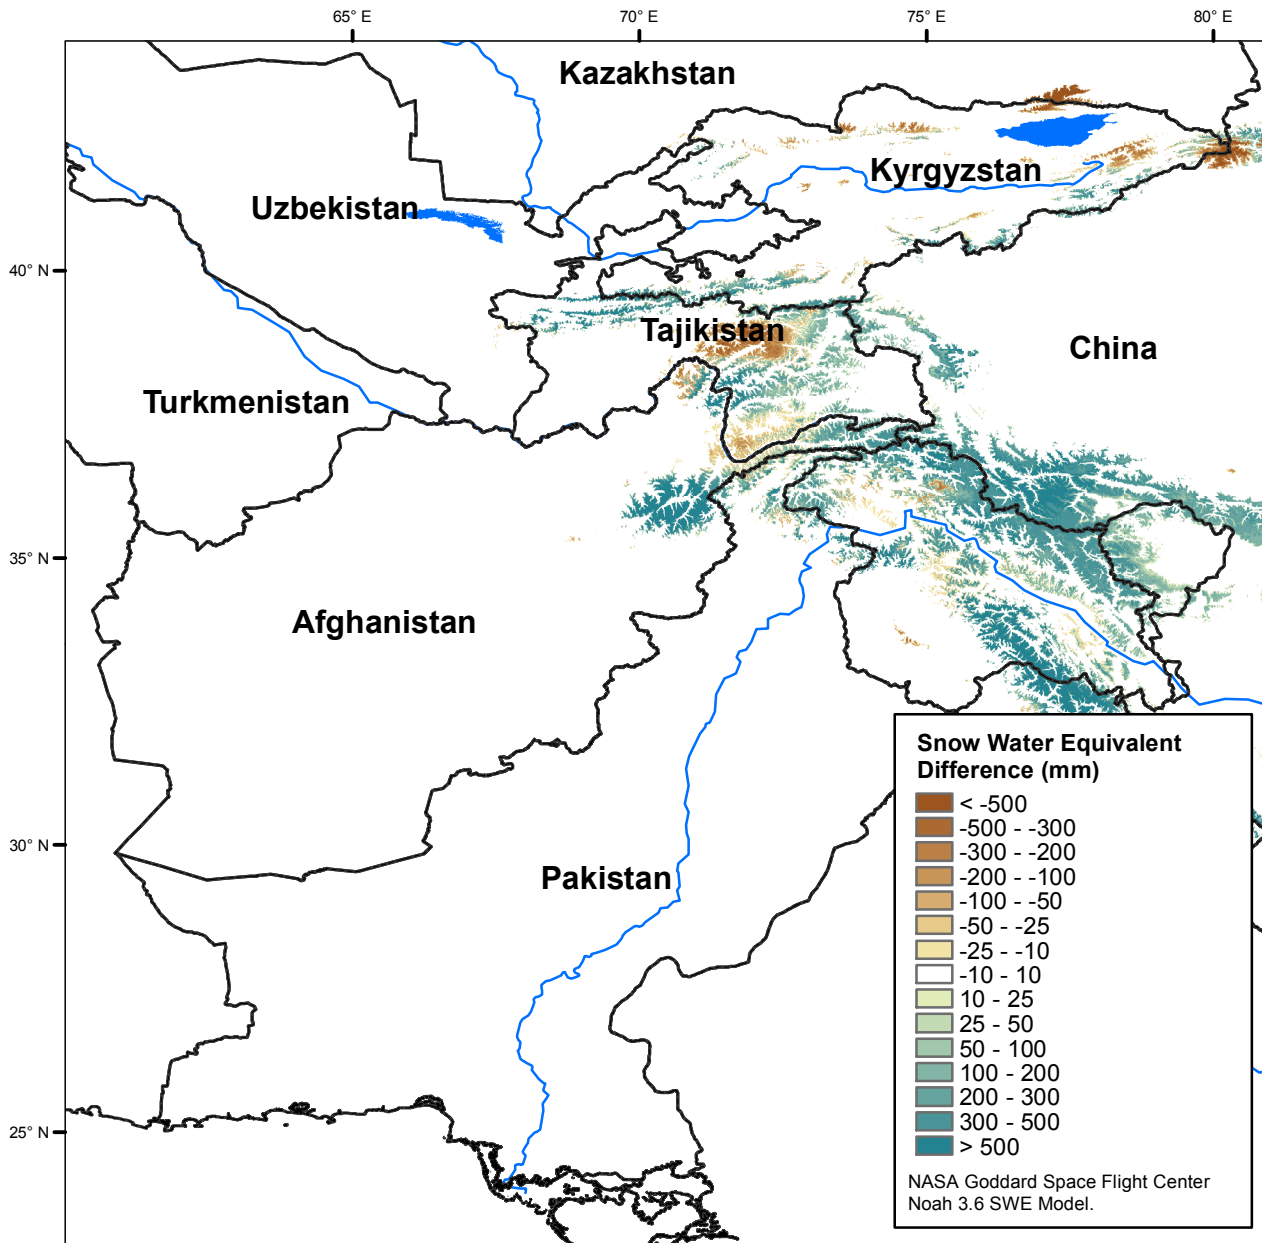 65° E
70° E
75° E
80° E
Kazakhstan
Kyrgyzstan
Uzbekistan
40° N
Tajikistan
China
Turkmenistan
35° N
Afghanistan
30° N
Pakistan
25° N
Snow Water Equivalent
Difference (mm)
< -500
-500 - -300
-300 - -200
-200 - -100
-100 - -50
-50 - -25
-25 - -10
-10 - 10
10 - 25
25 - 50
50 - 100
100 - 200
200 - 300
300 - 500
> 500
NASA Goddard Space Flight Center
Noah 3.6 SWE Model.